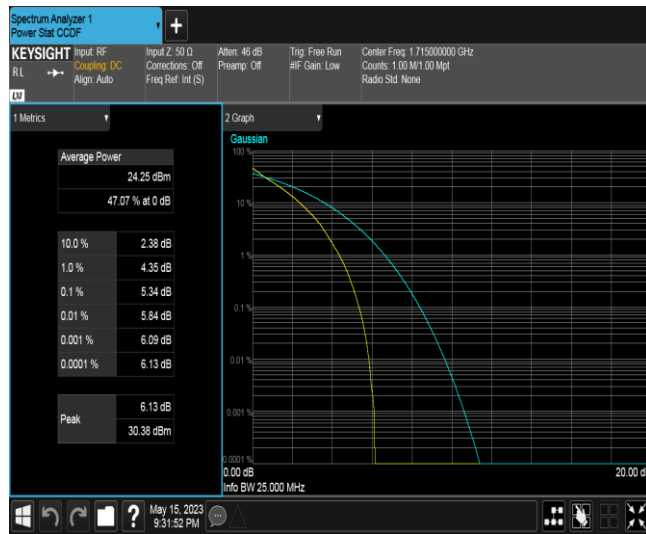 Spectrum Analyzer 1
Power Stat CCDF
+
KEYSIGHT
RL
LXI
Input: RF
Coupling: DC
Align: Auto
Input Z: 50 Ω
Corrections: Off
Freq Ref: Int (S)
Atten: 46 dB
Preamp: Off
Trig: Free Run
#IF Gain: Low
Center Freq: 1.715000000 GHz
Counts: 1.00 M/1.00 Mpt
Radio Std: None
1 Metrics
Average Power
24.25 dBm
47.07 % at 0 dB
10.0 % 2.38 dB
1.0 % 4.35 dB
0.1 % 5.34 dB
0.01 % 5.84 dB
0.001 % 6.09 dB
0.0001 % 6.13 dB
Peak
6.13 dB
30.38 dBm
2 Graph
Gaussian
100 %
10 %
1 %
0.1 %
0.01 %
0.001 %
0.0001 %
0.00 dB 20.00 d
Info BW 25.000 MHz
?
May 15, 2023
9:31:52 PM